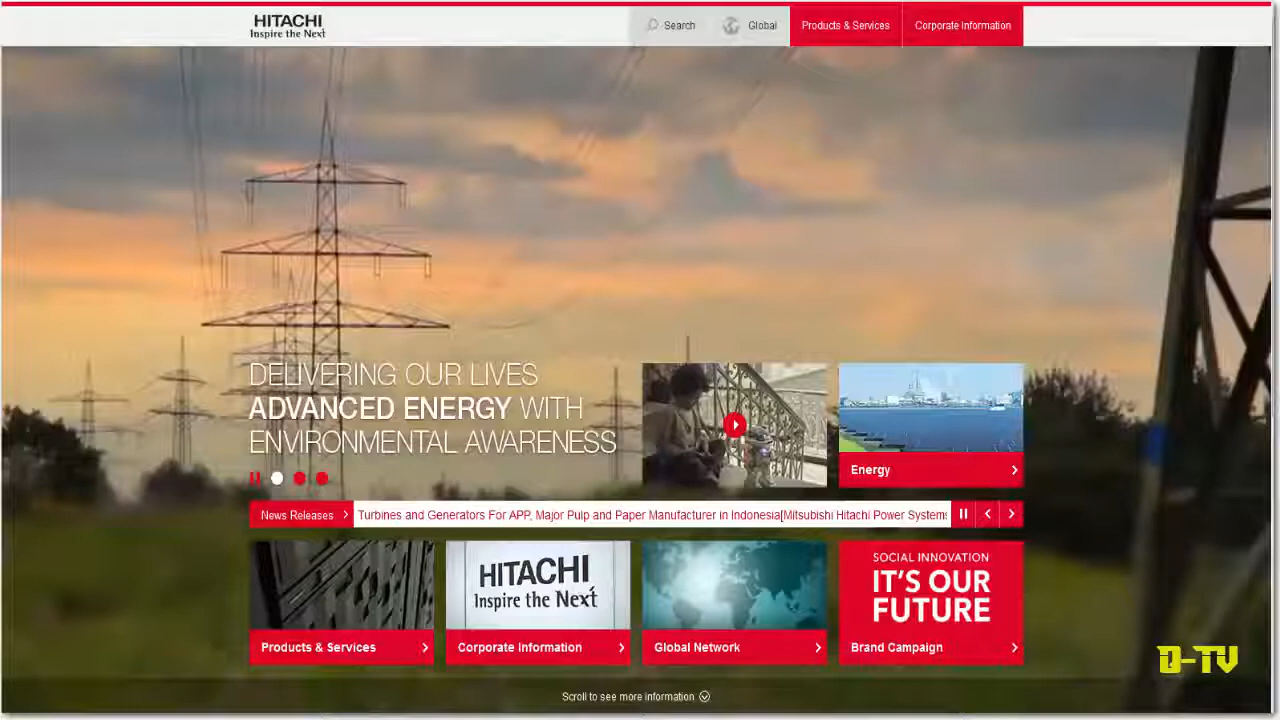 HITACHI
Inspire the Next
Search
Global
Products & Services
Corporate Information
DELIVERING OUR LIVES
ADVANCED ENERGY WITH
ENVIRONMENTAL AWARENESS
Energy
News Releases
Turbines and Generators For APP, Major Pulp and Paper Manufacturer in Indonesia[Mitsubishi Hitachi Power Systems
HITACHI
Inspire the Next
SOCIAL INNOVATION
IT'S OUR
FUTURE
Products & Services
Corporate Information
Global Network
Brand Campaign
D-TV
Scroll to see more information